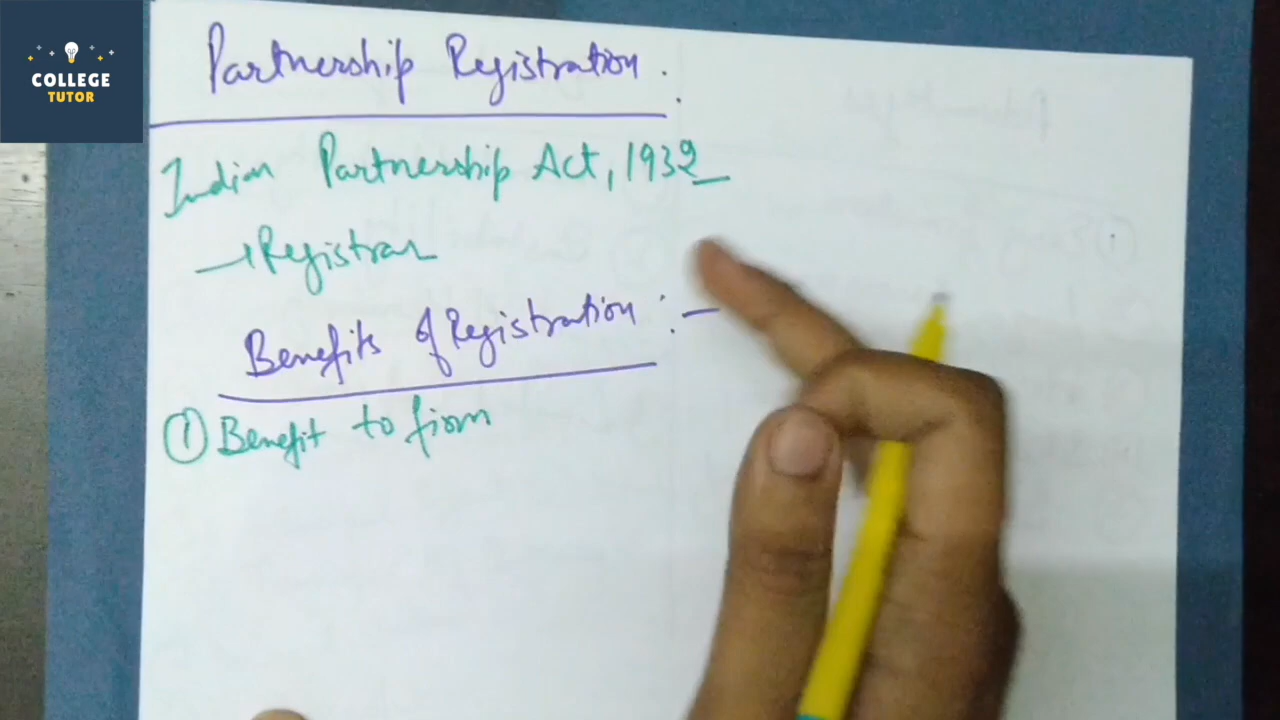 COLLEGE
TUTOR
Partnership Registration.
Indian Partnership Act, 1932
Registrar
Benefits of Registration :-
① Benefit to firm